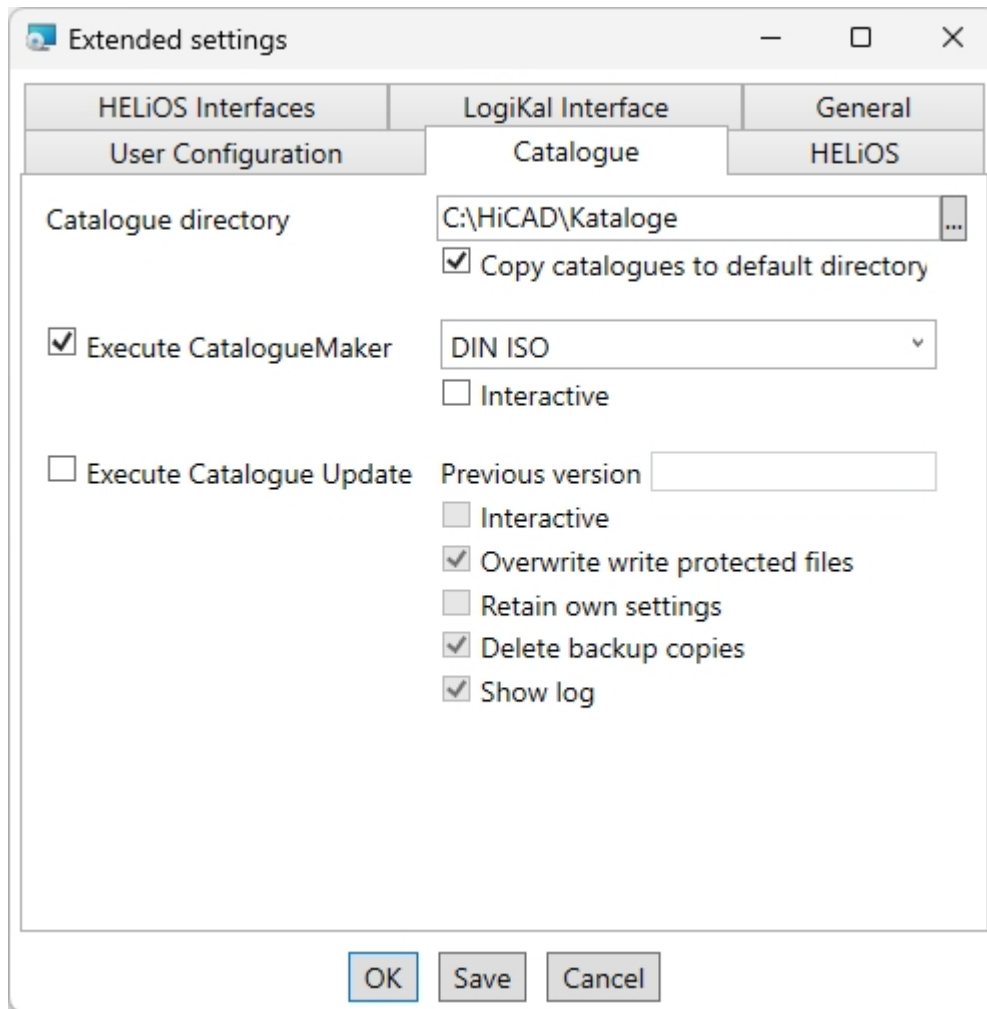 Extended settings
HELiOS Interfaces LogiKal Interface General
User Configuration Catalogue HELiOS
Catalogue directory C:\HiCAD\Kataloge ...
Copy catalogues to default directory
Execute CatalogueMaker DIN ISO
Interactive
Execute Catalogue Update Previous version
Interactive
Overwrite write protected files
Retain own settings
Delete backup copies
Show log
OK Save Cancel